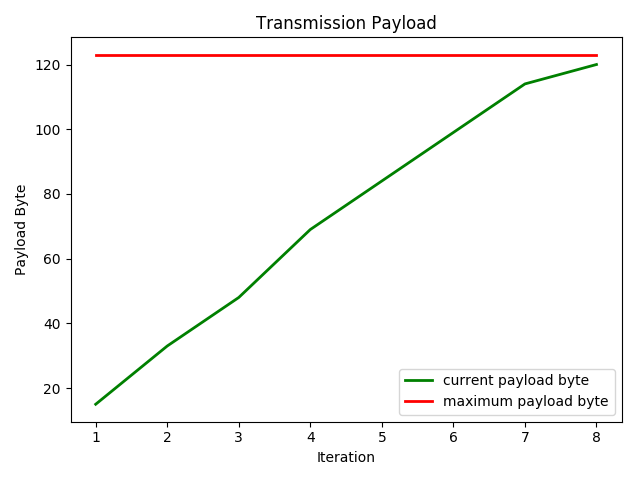 Transmission Payload
Payload Byte
120
100
80
60
40
20
current payload byte
maximum payload byte
1 2 3 4 5 6 7 8
Iteration